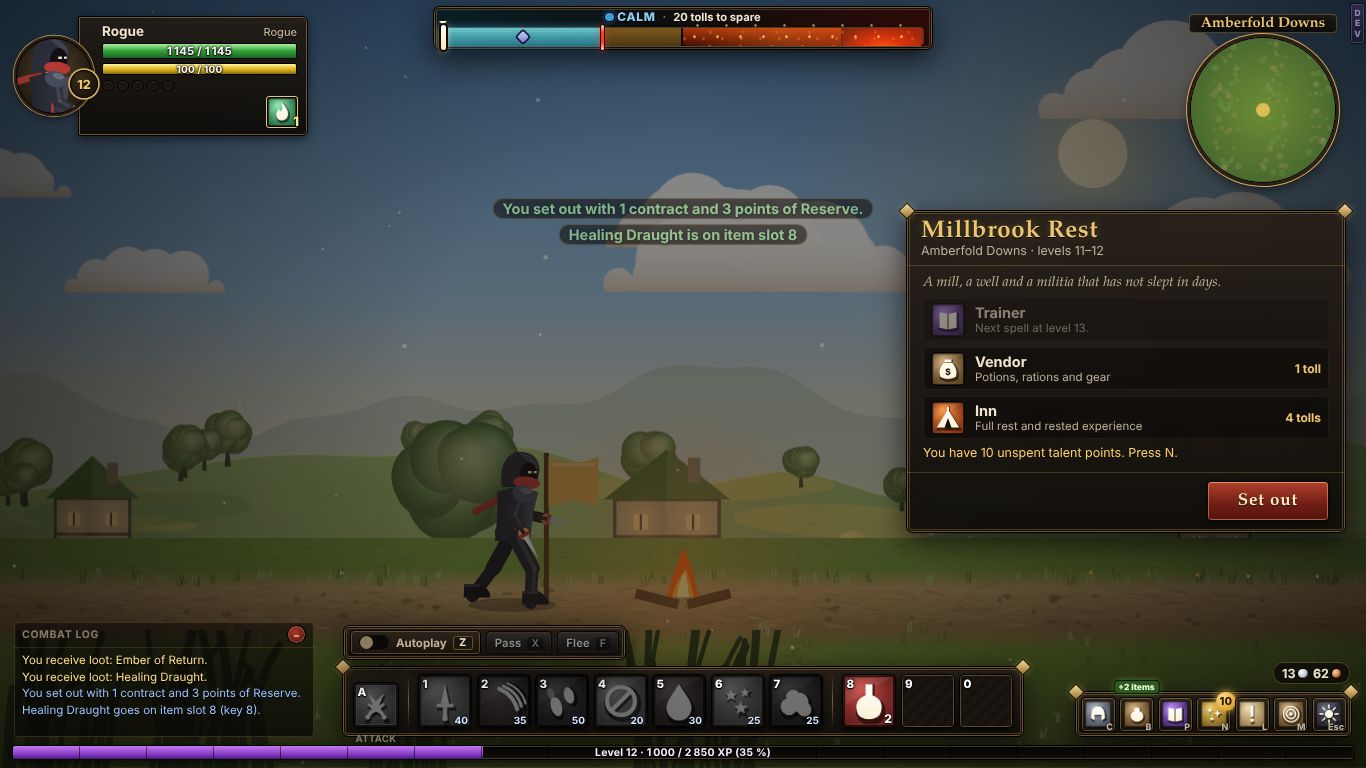 Rogue Rogue
1145 / 1145
100 / 100
12
1
CALM · 20 tolls to spare
Amberfold Downs
DEV
You set out with 1 contract and 3 points of Reserve.
Healing Draught is on item slot 8
Millbrook Rest
Amberfold Downs · levels 11–12
A mill, a well and a militia that has not slept in days.
Trainer
Next spell at level 13.
Vendor
Potions, rations and gear
1 toll
Inn
Full rest and rested experience
4 tolls
You have 10 unspent talent points. Press N.
Set out
COMBAT LOG
You receive loot: Ember of Return.
You receive loot: Healing Draught.
You set out with 1 contract and 3 points of Reserve.
Healing Draught goes on item slot 8 (key 8).
Autoplay Z Pass X Flee F
A 1 2 3 4 5 6 7 8 9 0
40 35 50 20 30 25 25 2
ATTACK
13 62
+2 items
10
C B P N L M Esc
Level 12 · 1 000 / 2 850 XP (35 %)